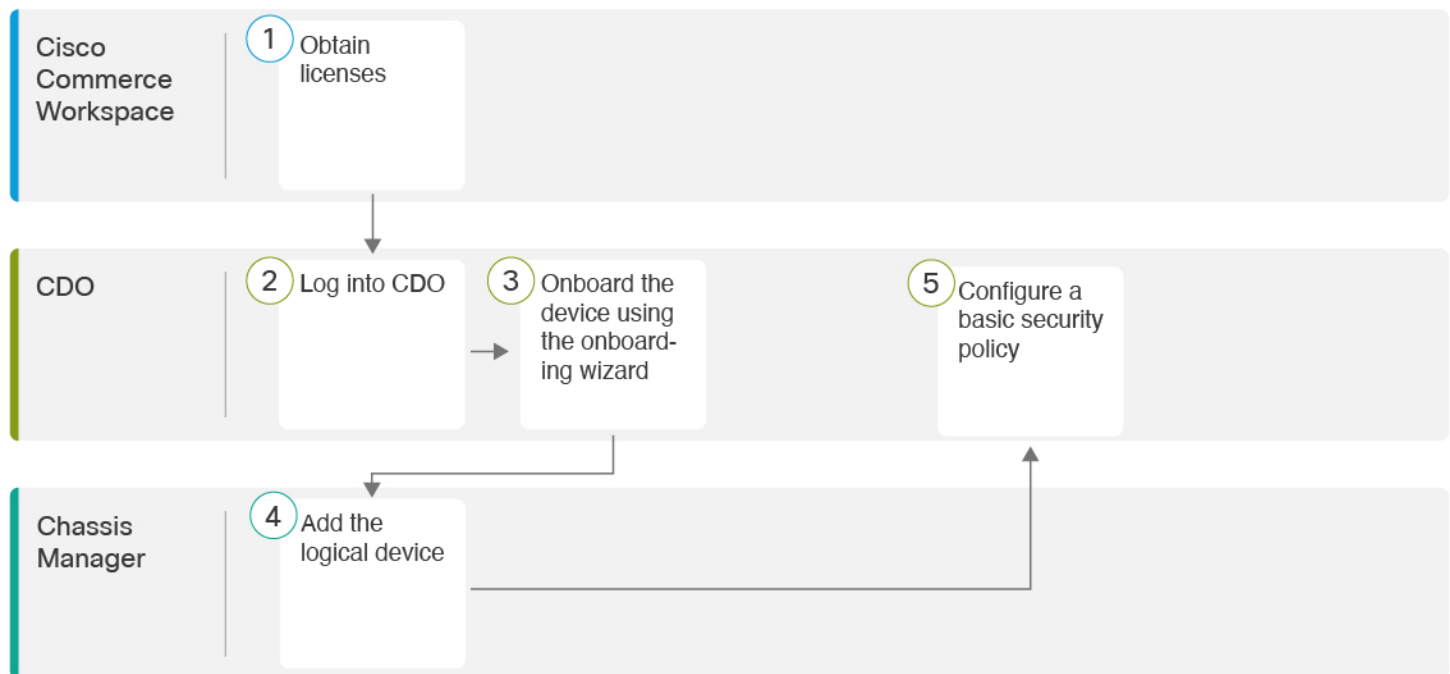 Cisco
Commerce
Workspace
1
Obtain
licenses
CDO
2
Log into CDO
3
Onboard the
device using
the onboard-
ing wizard
5
Configure a
basic security
policy
Chassis
Manager
4
Add the
logical device